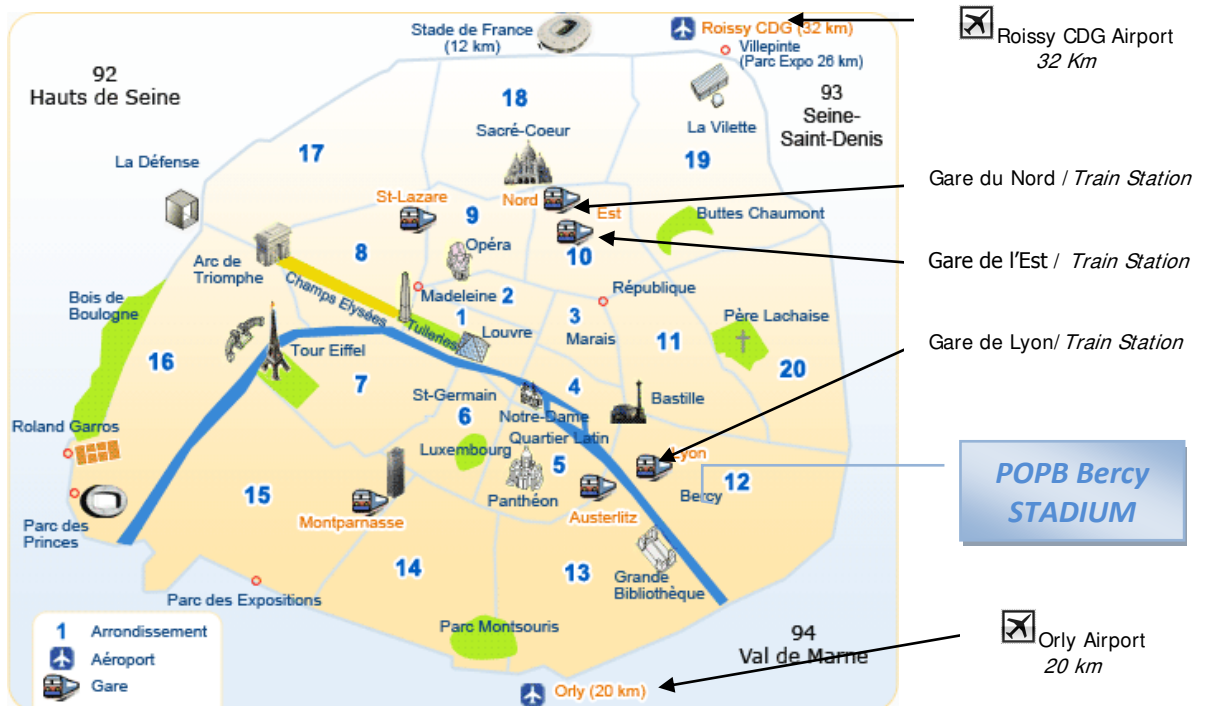 Stade de France
(12 km)
Roissy CDG (32 km)
Villepinte
(Parc Expo 26 km)
Roissy CDG Airport
32 Km
92
Hauts de Seine
93
Seine-
Saint-Denis
18
Sacré-Coeur
La Vilette
17
19
La Défense
St-Lazare
Nord
Est
Gare du Nord / Train Station
9
Buttes Chaumont
Opéra
8
10
Gare de l'Est / Train Station
Arc de
Triomphe
Champs Elysées
Madeleine
2
République
Bois de
Boulogne
Tulleries
1
Louvre
3
Marais
11
Père Lachaise
Gare de Lyon/ Train Station
16
Tour Eiffel
7
20
St-Germain
4
6
Notre-Dame
Bastille
Roland Garros
Luxembourg
Quartier Latin
5
Lyon
12
POPB Bercy
STADIUM
15
Panthéon
Bercy
Montparnasse
Austerlitz
Parc des
Princes
14
13
Grande
Bibliothèque
Parc des Expositions
Parc Montsouris
94
Val de Marne
Orly Airport
20 km
1 Arrondissement
Aéroport
Gare
Orly (20 km)